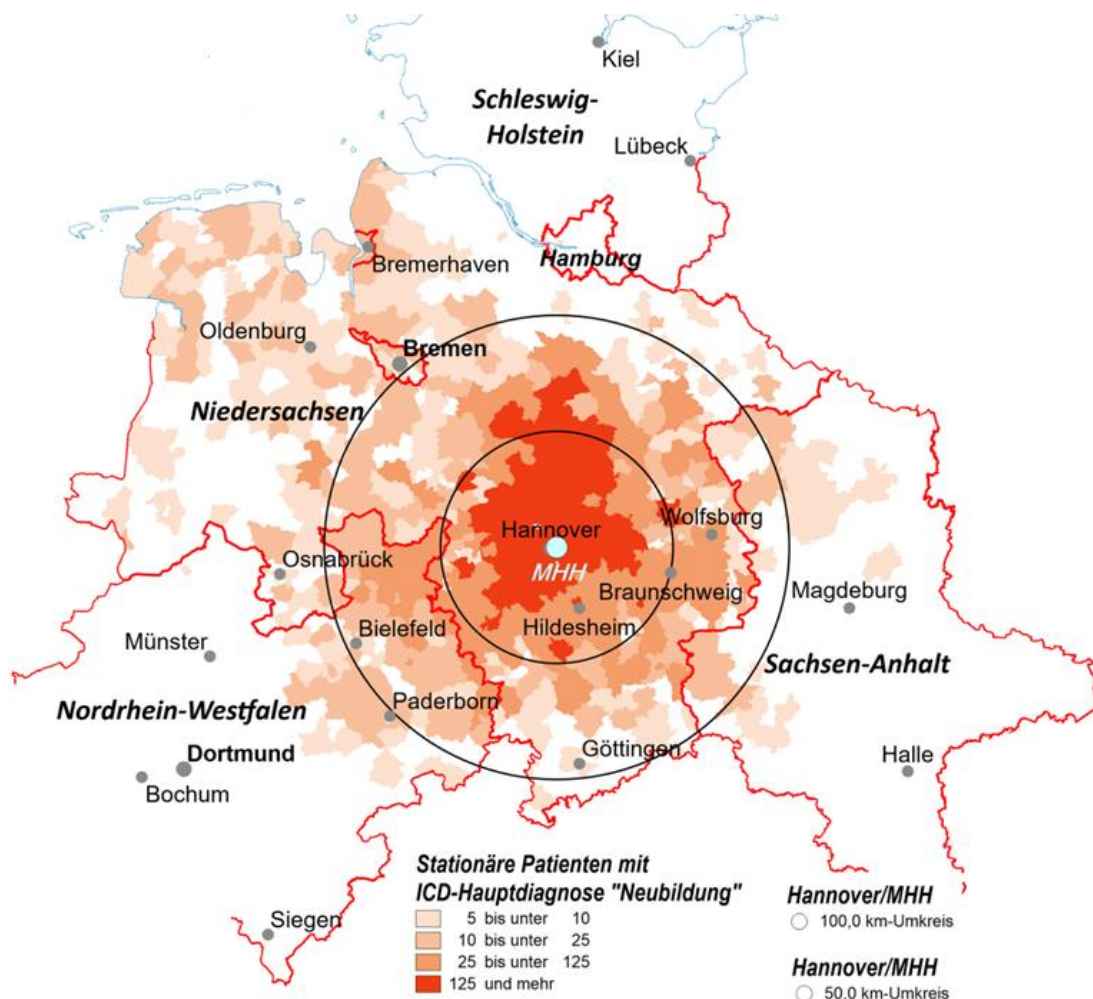 Kiel
Schleswig-
Holstein
Lübeck
Hamburg
Bremerhaven
Oldenburg
Bremen
Niedersachsen
Hannover
MHH
Wolfsburg
Osnabrück
Braunschweig
Magdeburg
Hildesheim
Bielefeld
Münster
Sachsen-Anhalt
Paderborn
Nordrhein-Westfalen
Göttingen
Dortmund
Halle
Bochum
Stationäre Patienten mit
ICD-Hauptdiagnose "Neubildung"
5 bis unter 10
10 bis unter 25
25 bis unter 125
125 und mehr
Hannover/MHH
100,0 km-Umkreis
Hannover/MHH
50,0 km-Umkreis
Siegen